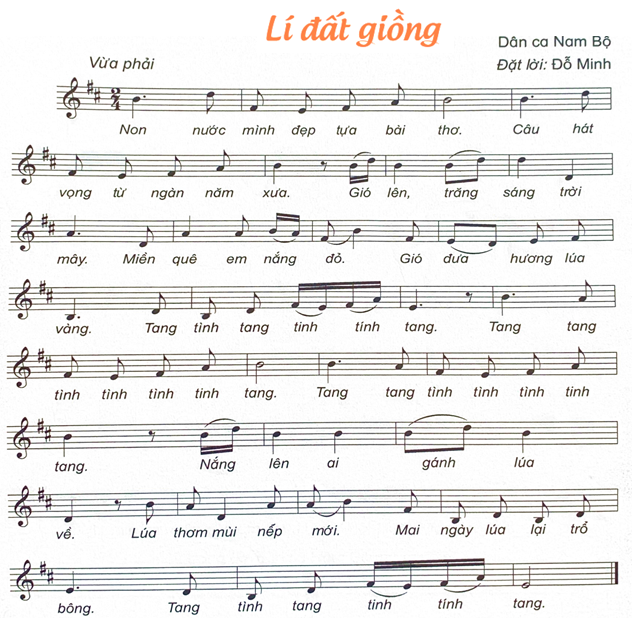 Lí đất giồng
Dân ca Nam Bộ
Vừa phải
Đặt lời: Đỗ Minh
2
4
Non nước mình đẹp tựa bài thơ. Câu hát
vọng từ ngàn năm xưa. Gió lên, trăng sáng trời
mây. Miền quê em nắng đỏ. Gió đưa hương lúa
vàng. Tang tình tang tinh tính tang. Tang tang
tình tình tình tinh tang. Tang tang tình tình tình tinh
tang. Nắng lên ai gánh lúa
về. Lúa thơm mùi nếp mới. Mai ngày lúa lại trổ
bông. Tang tình tang tinh tính tang.